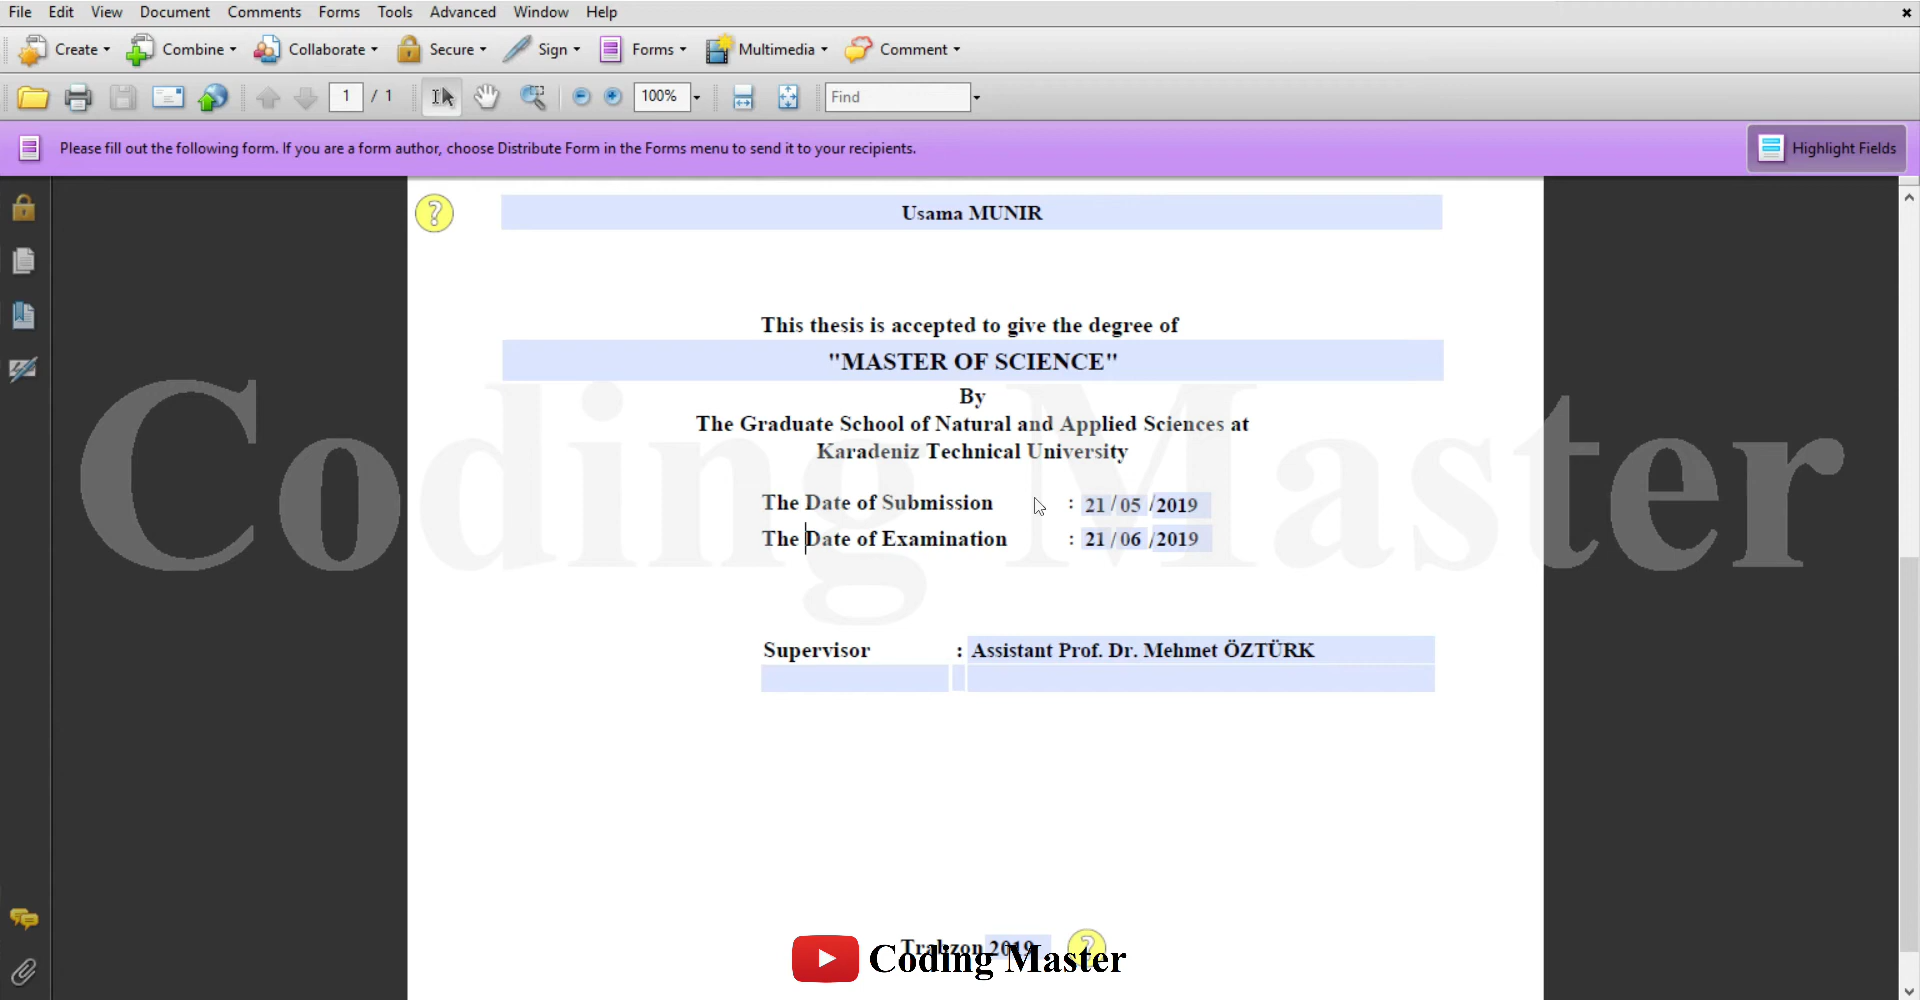 File Edit View Document Comments Forms Tools Advanced Window Help
Create Combine Collaborate Secure Sign Forms Multimedia Comment
1 / 1 100% Find
Please fill out the following form. If you are a form author, choose Distribute Form in the Forms menu to send it to your recipients.
Highlight Fields
Usama MUNIR
This thesis is accepted to give the degree of
"MASTER OF SCIENCE"
By
The Graduate School of Natural and Applied Sciences at
Karadeniz Technical University
Coding Master
The Date of Submission : 21 / 05 /2019
The Date of Examination : 21 / 06 /2019
Supervisor : Assistant Prof. Dr. Mehmet ÖZTÜRK
Trabzon 2019
Coding Master